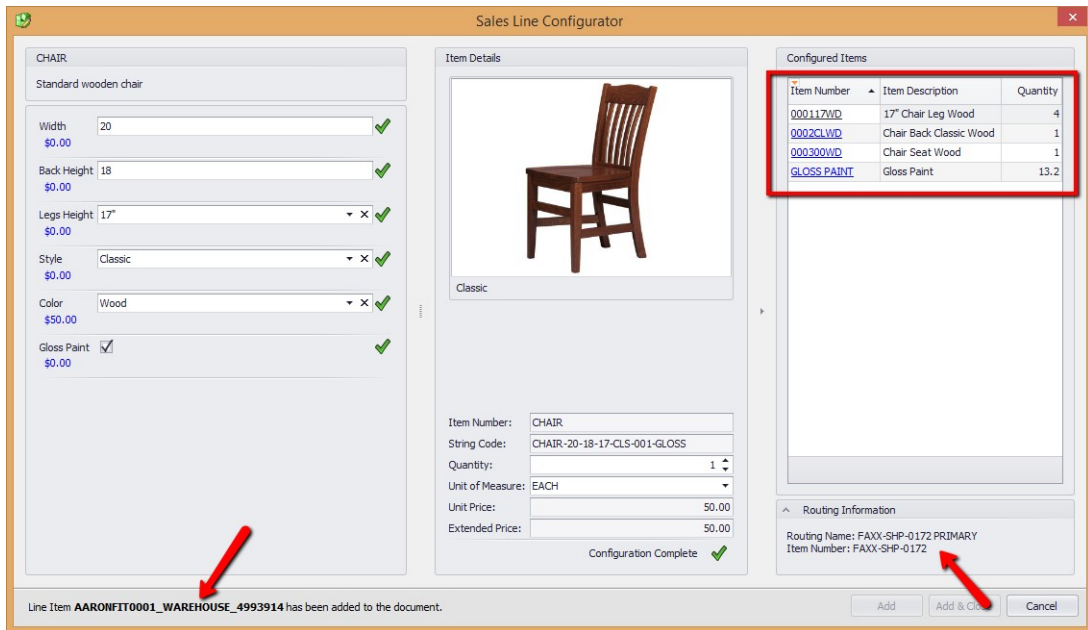 Sales Line Configurator
CHAIR
Standard wooden chair
Width 20
$0.00
Back Height 18
$0.00
Legs Height 17"
$0.00
Style Classic
$0.00
Color Wood
$50.00
Gloss Paint
$0.00
Item Details
Classic
Item Number: CHAIR
String Code: CHAIR-20-18-17-CLS-001-GLOSS
Quantity: 1
Unit of Measure: EACH
Unit Price: 50.00
Extended Price: 50.00
Configuration Complete
Configured Items
Item Number Item Description Quantity
000117WD 17" Chair Leg Wood 4
0002CLWD Chair Back Classic Wood 1
000300WD Chair Seat Wood 1
GLOSS PAINT Gloss Paint 13.2
Routing Information
Routing Name: FAXX-SHP-0172 PRIMARY
Item Number: FAXX-SHP-0172
Line Item AARONFIT0001_WAREHOUSE_4993914 has been added to the document.
Add Add & Close Cancel